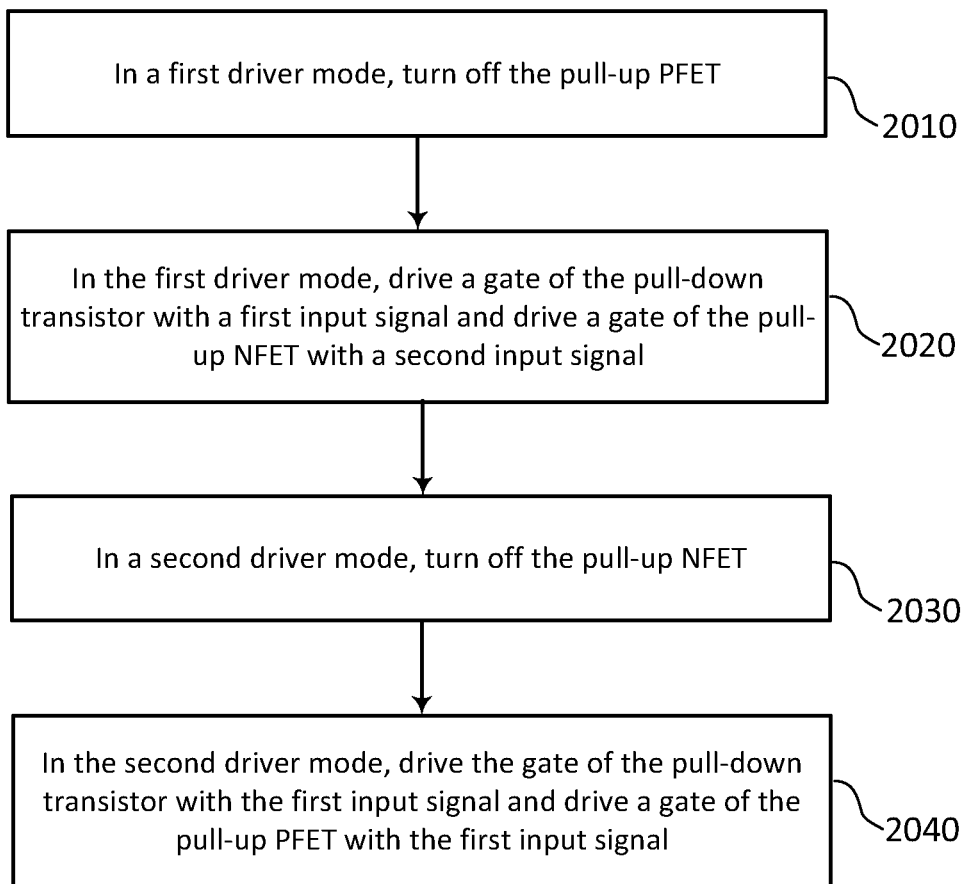 In a first driver mode, turn off the pull-up PFET
2010
In the first driver mode, drive a gate of the pull-down
transistor with a first input signal and drive a gate of the pull-
up NFET with a second input signal
2020
In a second driver mode, turn off the pull-up NFET
2030
In the second driver mode, drive the gate of the pull-down
transistor with the first input signal and drive a gate of the
pull-up PFET with the first input signal
2040